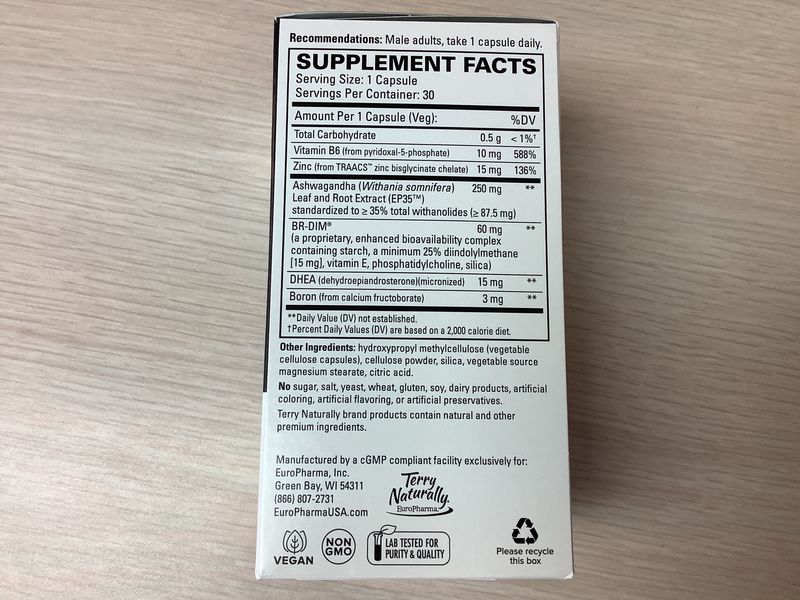 Recommendations: Male adults, take 1 capsule daily.
SUPPLEMENT FACTS
Serving Size: 1 Capsule
Servings Per Container: 30
Amount Per 1 Capsule (Veg): %DV
Total Carbohydrate 0.5 g < 1%†
Vitamin B6 (from pyridoxal-5-phosphate) 10 mg 588%
Zinc (from TRAACS™ zinc bisglycinate chelate) 15 mg 136%
Ashwagandha (Withania somnifera) 250 mg **
Leaf and Root Extract (EP35™)
standardized to ≥ 35% total withanolides (≥ 87.5 mg)
BR-DIM® 60 mg **
(a proprietary, enhanced bioavailability complex
containing starch, a minimum 25% diindolylmethane
[15 mg], vitamin E, phosphatidylcholine, silica)
DHEA (dehydroepiandrosterone)(micronized) 15 mg **
Boron (from calcium fructoborate) 3 mg **
**Daily Value (DV) not established.
†Percent Daily Values (DV) are based on a 2,000 calorie diet.
Other Ingredients: hydroxypropyl methylcellulose (vegetable
cellulose capsules), cellulose powder, silica, vegetable source
magnesium stearate, citric acid.
No sugar, salt, yeast, wheat, gluten, soy, dairy products, artificial
coloring, artificial flavoring, or artificial preservatives.
Terry Naturally brand products contain natural and other
premium ingredients.
Manufactured by a cGMP compliant facility exclusively for:
EuroPharma, Inc.
Green Bay, WI 54311
(866) 807-2731
EuroPharmaUSA.com
Terry
Naturally.
EuroPharma
VEGAN
NON
GMO
LAB TESTED FOR
PURITY & QUALITY
Please recycle
this box